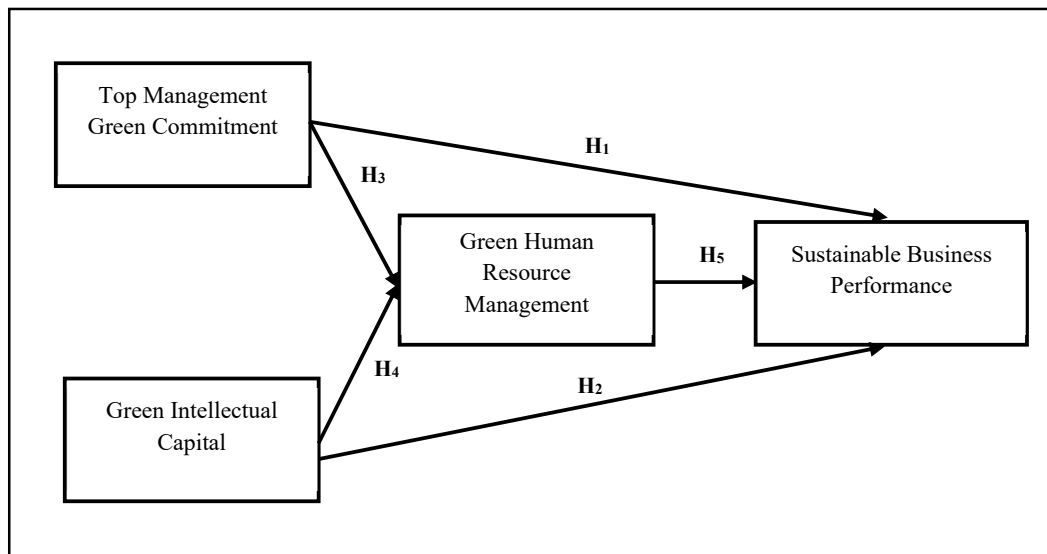 Top Management
Green Commitment
H₁
H₃
Green Human
Resource
Management
H₅
Sustainable Business
Performance
H₄
H₂
Green Intellectual
Capital